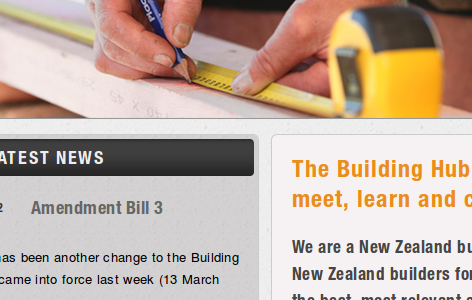 ATEST NEWS
2 Amendment Bill 3
has been another change to the Building
came into force last week (13 March
The Building Hub
meet, learn and
We are a New Zealand
New Zealand builders for
the best, most relevant